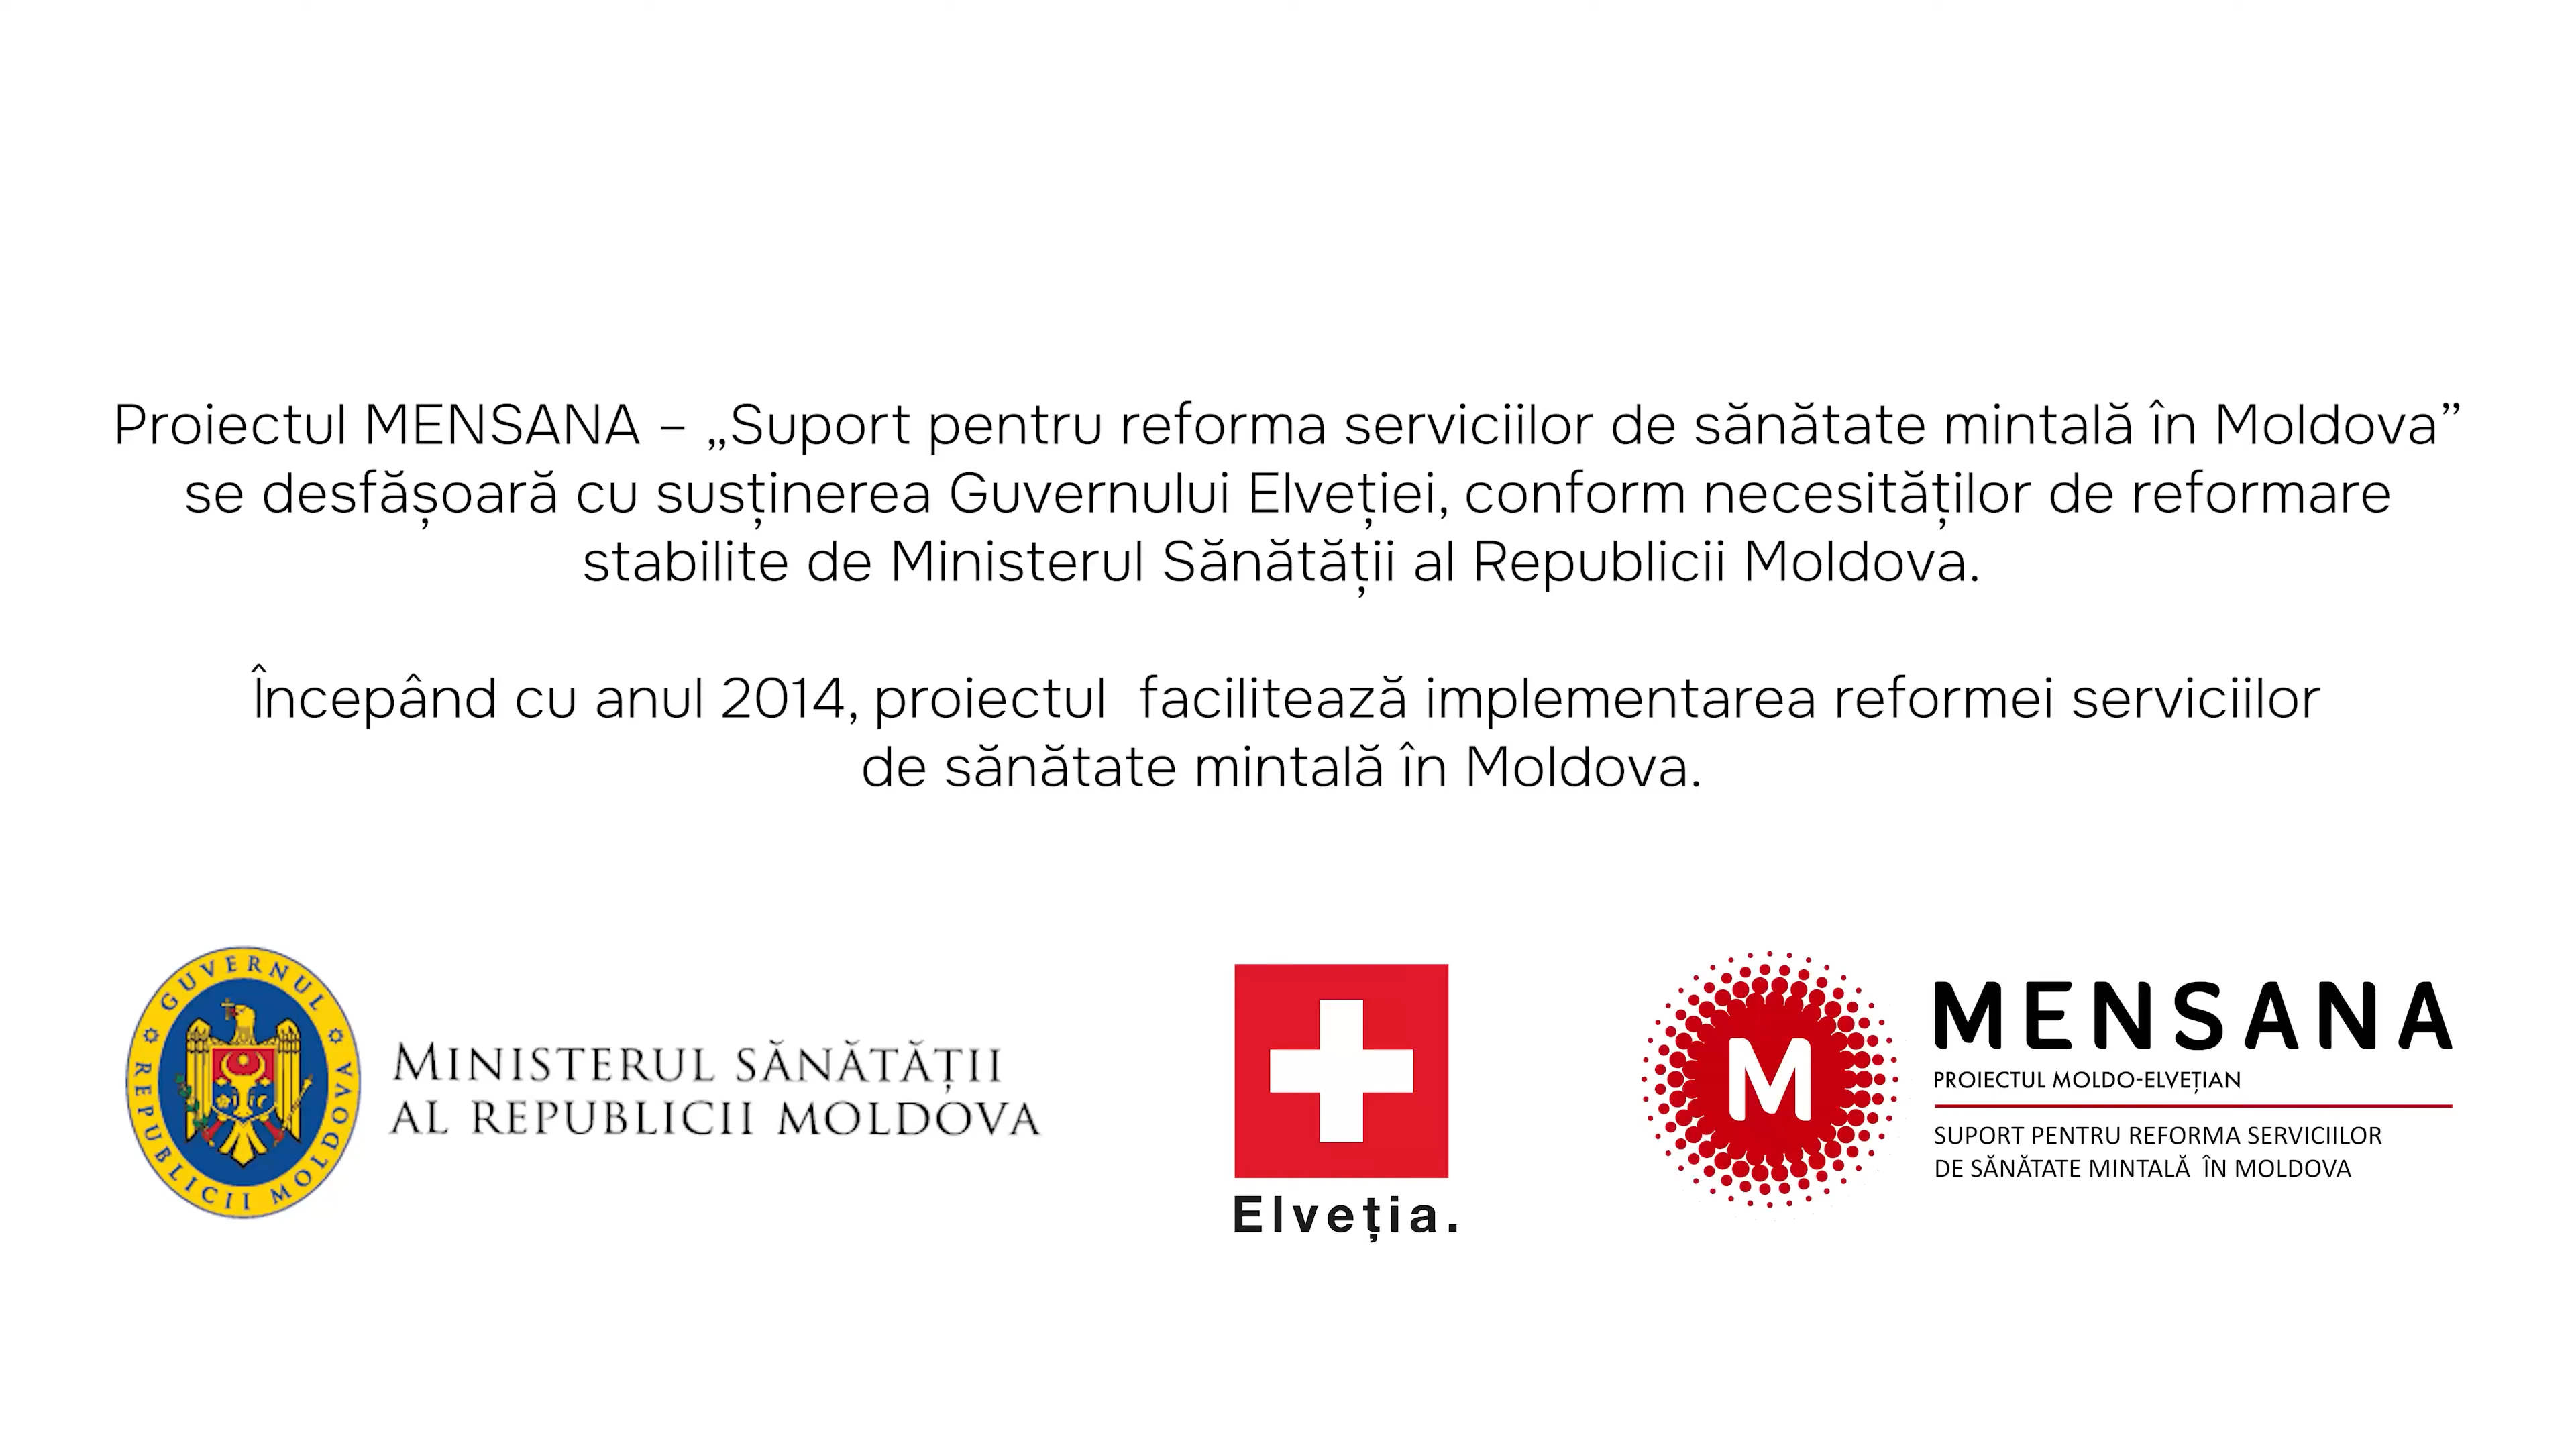 Proiectul MENSANA – „Suport pentru reforma serviciilor de sănătate mintală în Moldova”
se desfășoară cu susținerea Guvernului Elveției, conform necesităților de reformare
stabilite de Ministerul Sănătății al Republicii Moldova.
Începând cu anul 2014, proiectul  facilitează implementarea reformei serviciilor
de sănătate mintală în Moldova.
GUVERNUL
REPUBLICII MOLDOVA
MINISTERUL SĂNĂTĂȚII
AL REPUBLICII MOLDOVA
Elveția.
M
MENSANA
PROIECTUL MOLDO-ELVEȚIAN
SUPORT PENTRU REFORMA SERVICIILOR
DE SĂNĂTATE MINTALĂ  ÎN MOLDOVA